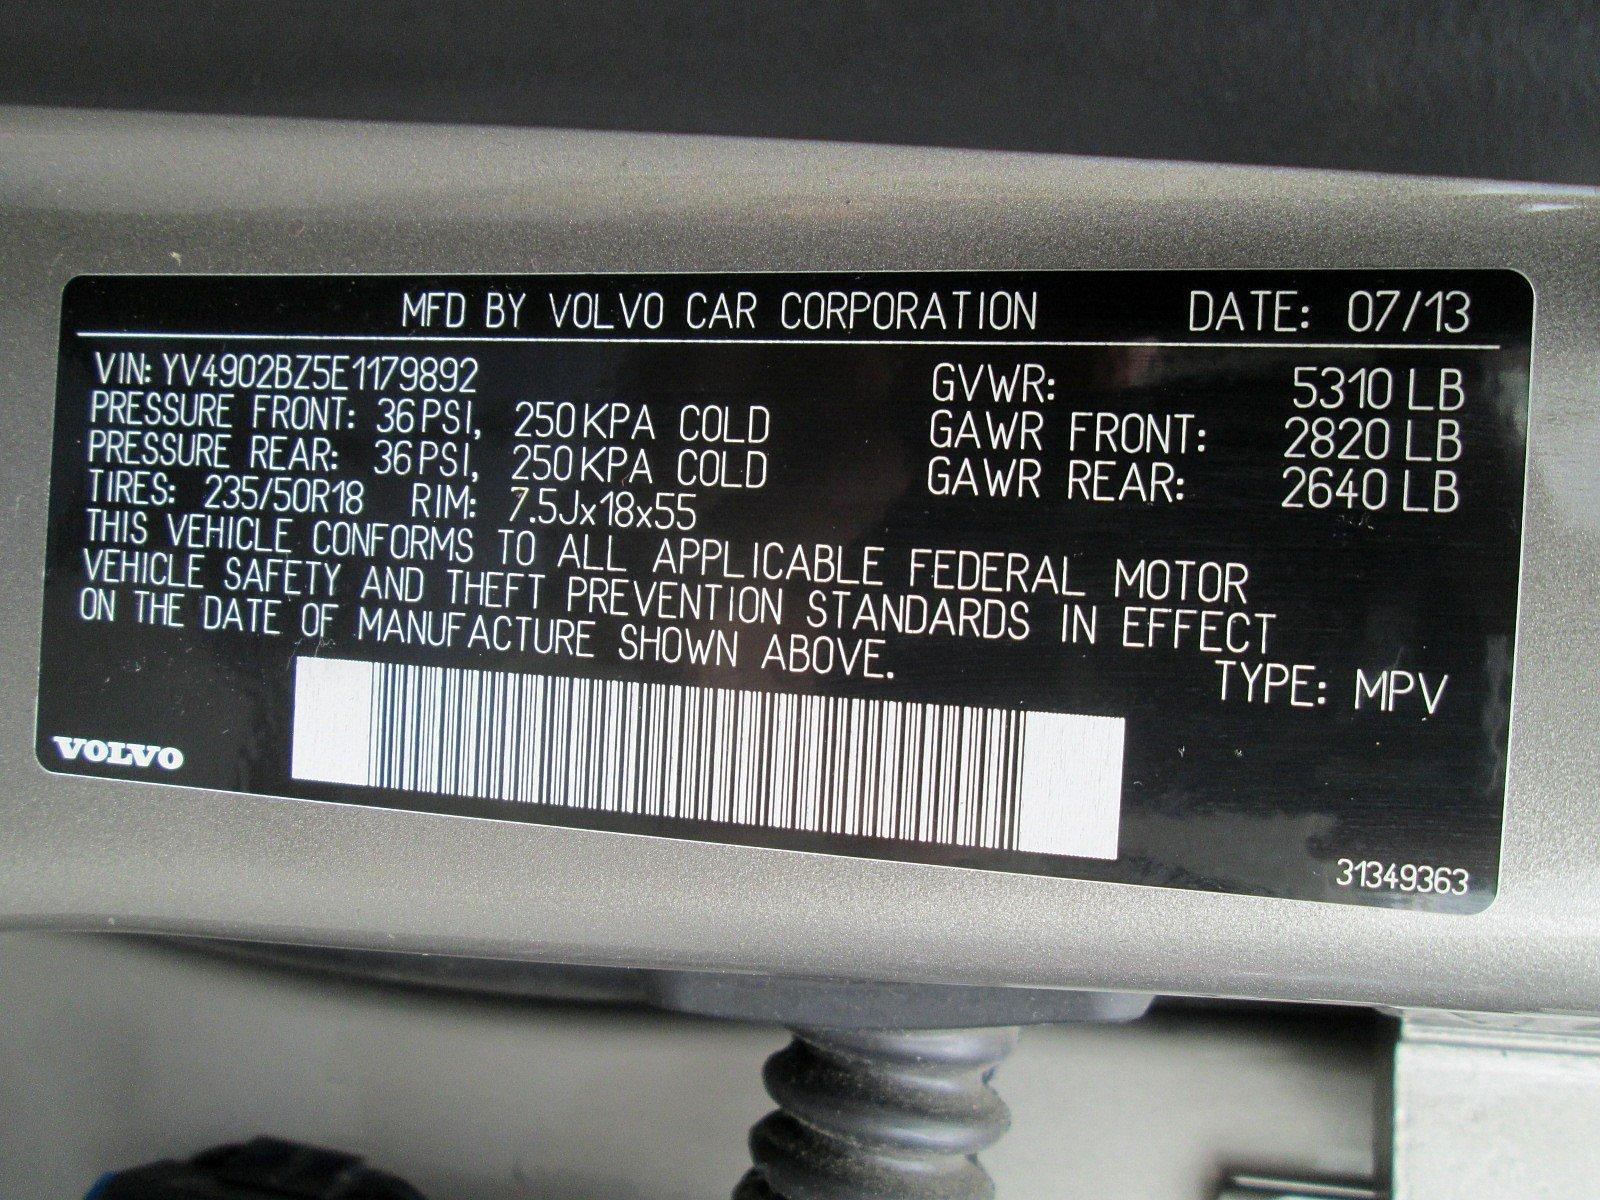 MFD BY VOLVO CAR CORPORATION DATE: 07/13
VIN: YV4902BZ5E1179892 GVWR: 5310 LB
PRESSURE FRONT: 36 PSI, 250 KPA COLD GAWR FRONT: 2820 LB
PRESSURE REAR: 36 PSI, 250 KPA COLD GAWR REAR: 2640 LB
TIRES: 235/50R18 RIM: 7.5Jx18x55
THIS VEHICLE CONFORMS TO ALL APPLICABLE FEDERAL MOTOR
VEHICLE SAFETY AND THEFT PREVENTION STANDARDS IN EFFECT
ON THE DATE OF MANUFACTURE SHOWN ABOVE.
TYPE: MPV
VOLVO
31349363